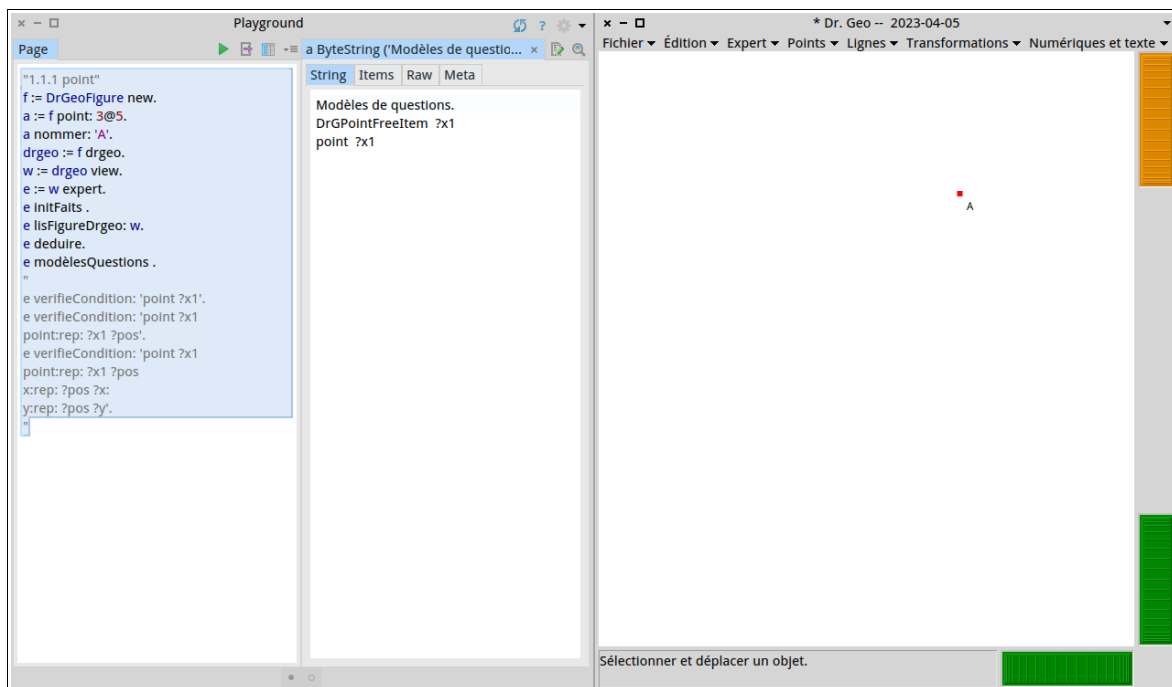 Playground
Page
"1.1.1 point"
f := DrGeoFigure new.
a := f point: 3@5.
a nommer: 'A'.
drgeo := f drgeo.
w := drgeo view.
e := w expert.
e initFaits .
e lisFigureDrgeo: w.
e deduire.
e modèlesQuestions .
"
e verifieCondition: 'point ?x1'.
e verifieCondition: 'point ?x1
point:rep: ?x1 ?pos'.
e verifieCondition: 'point ?x1
point:rep: ?x1 ?pos
x:rep: ?pos ?x:
y:rep: ?pos ?y'.
"
a ByteString ('Modèles de questio...
String Items Raw Meta
Modèles de questions.
DrGPointFreeItem ?x1
point ?x1
* Dr. Geo -- 2023-04-05
Fichier Édition Expert Points Lignes Transformations Numériques et texte
A
Sélectionner et déplacer un objet.